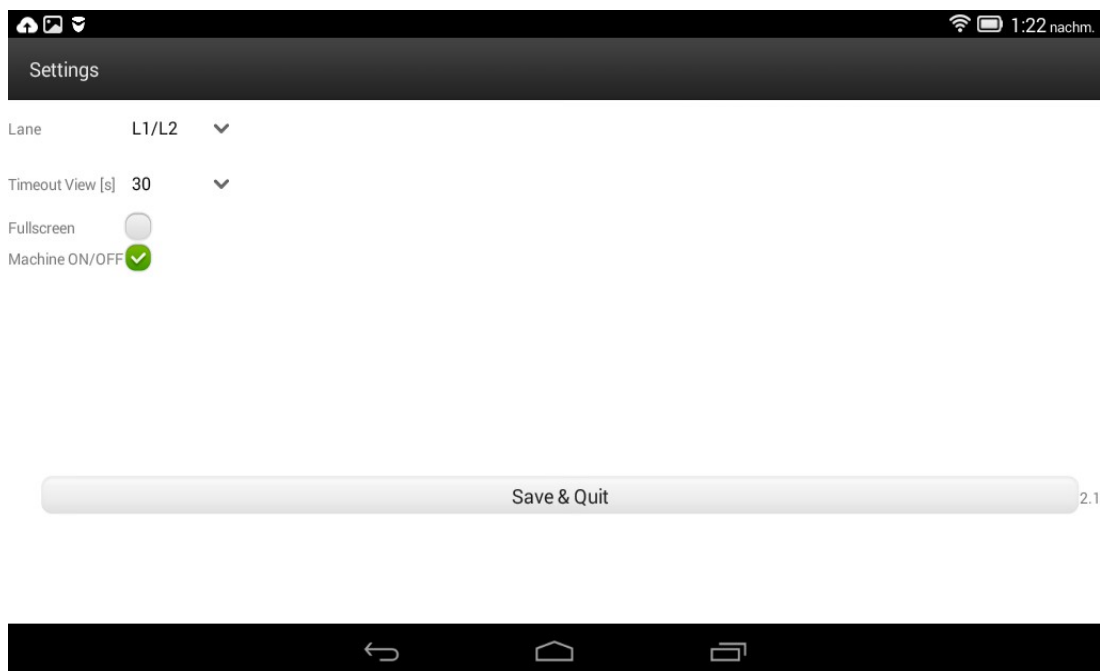 1:22 nachm.
Settings
Lane L1/L2
Timeout View [s] 30
Fullscreen
Machine ON/OFF
Save & Quit
2.1